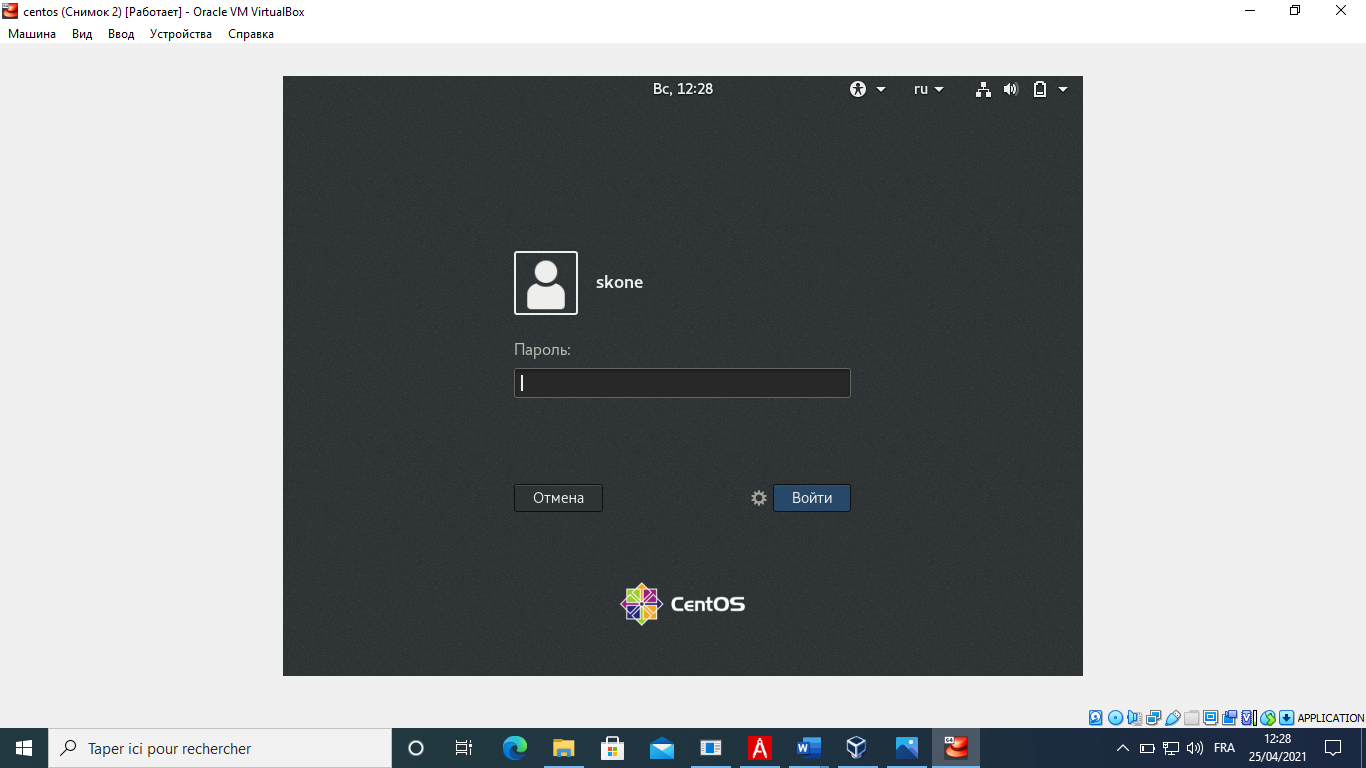 centos (Снимок 2) [Работает] - Oracle VM VirtualBox
Машина Вид Ввод Устройства Справка
Вс, 12:28
ru
skone
Пароль:
Отмена
Войти
CentOS
APPLICATION
Taper ici pour rechercher
FRA
12:28
25/04/2021